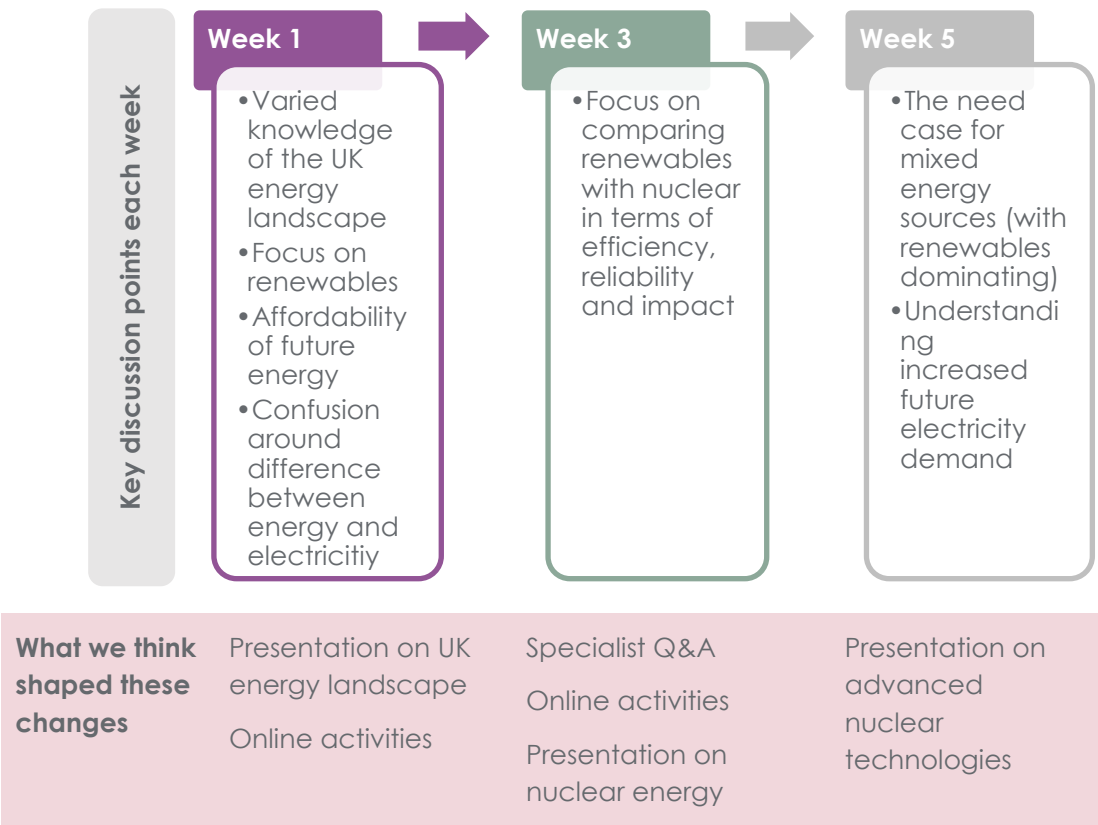 Key discussion points each week
Week 1
•Varied
knowledge
of the UK
energy
landscape
•Focus on
renewables
•Affordability
of future
energy
•Confusion
around
difference
between
energy and
electricitiy
Week 3
•Focus on
comparing
renewables
with nuclear
in terms of
efficiency,
reliability
and impact
Week 5
•The need
case for
mixed
energy
sources (with
renewables
dominating)
•Understandi
ng
increased
future
electricity
demand
What we think
shaped these
changes
Presentation on UK
energy landscape
Online activities
Specialist Q&A
Online activities
Presentation on
nuclear energy
Presentation on
advanced
nuclear
technologies